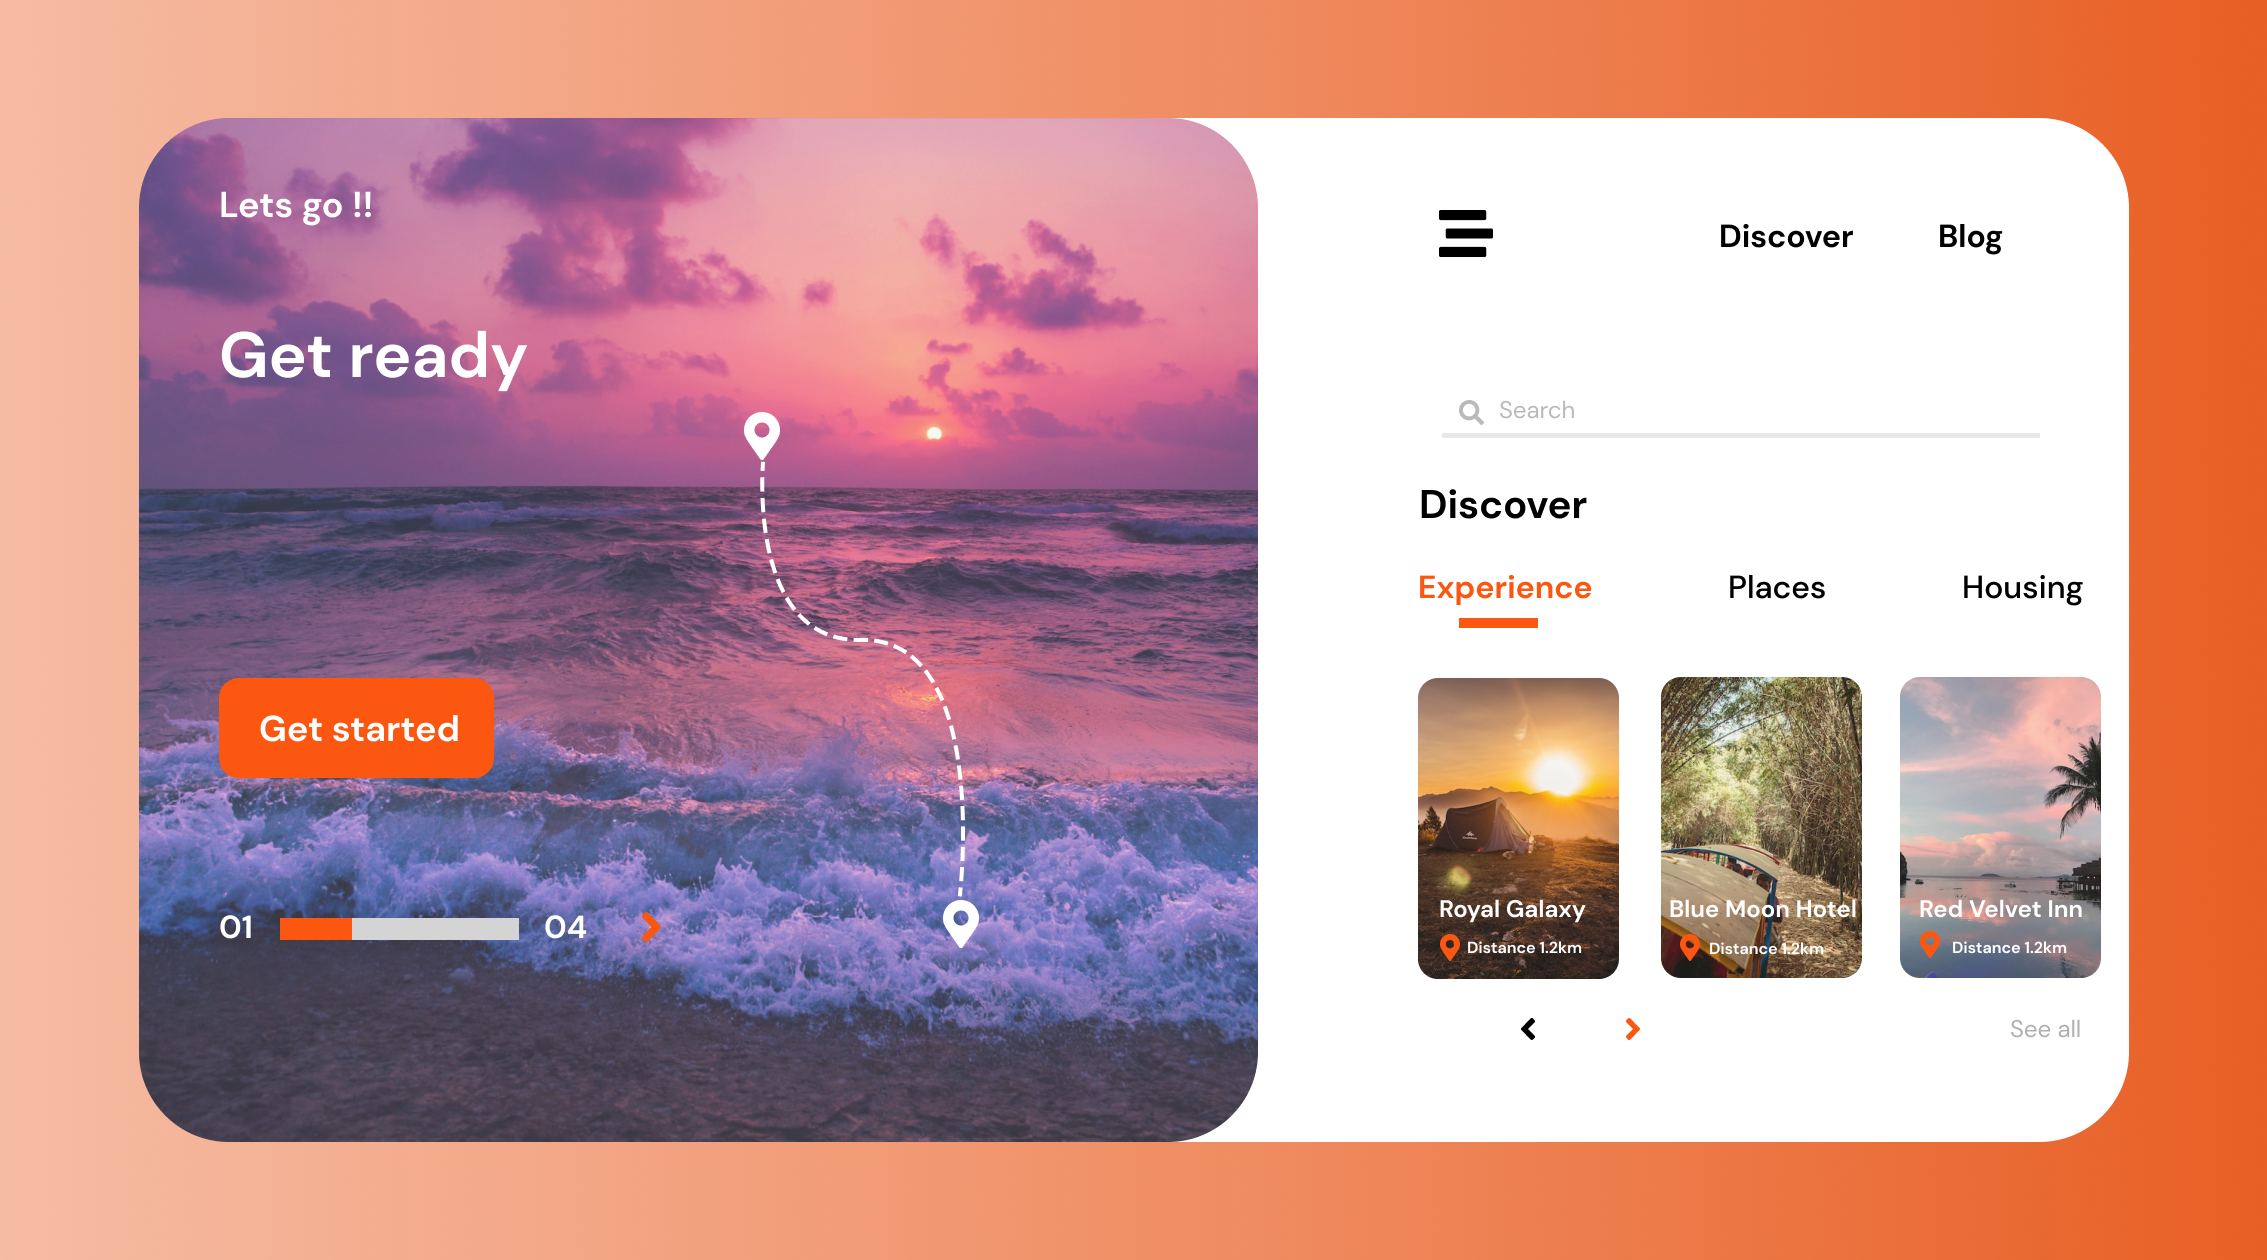 Lets go !!
Get ready
Get started
01 04
Discover Blog
Search
Discover
Experience Places Housing
Royal Galaxy
Distance 1.2km
Blue Moon Hotel
Distance 1.2km
Red Velvet Inn
Distance 1.2km
See all